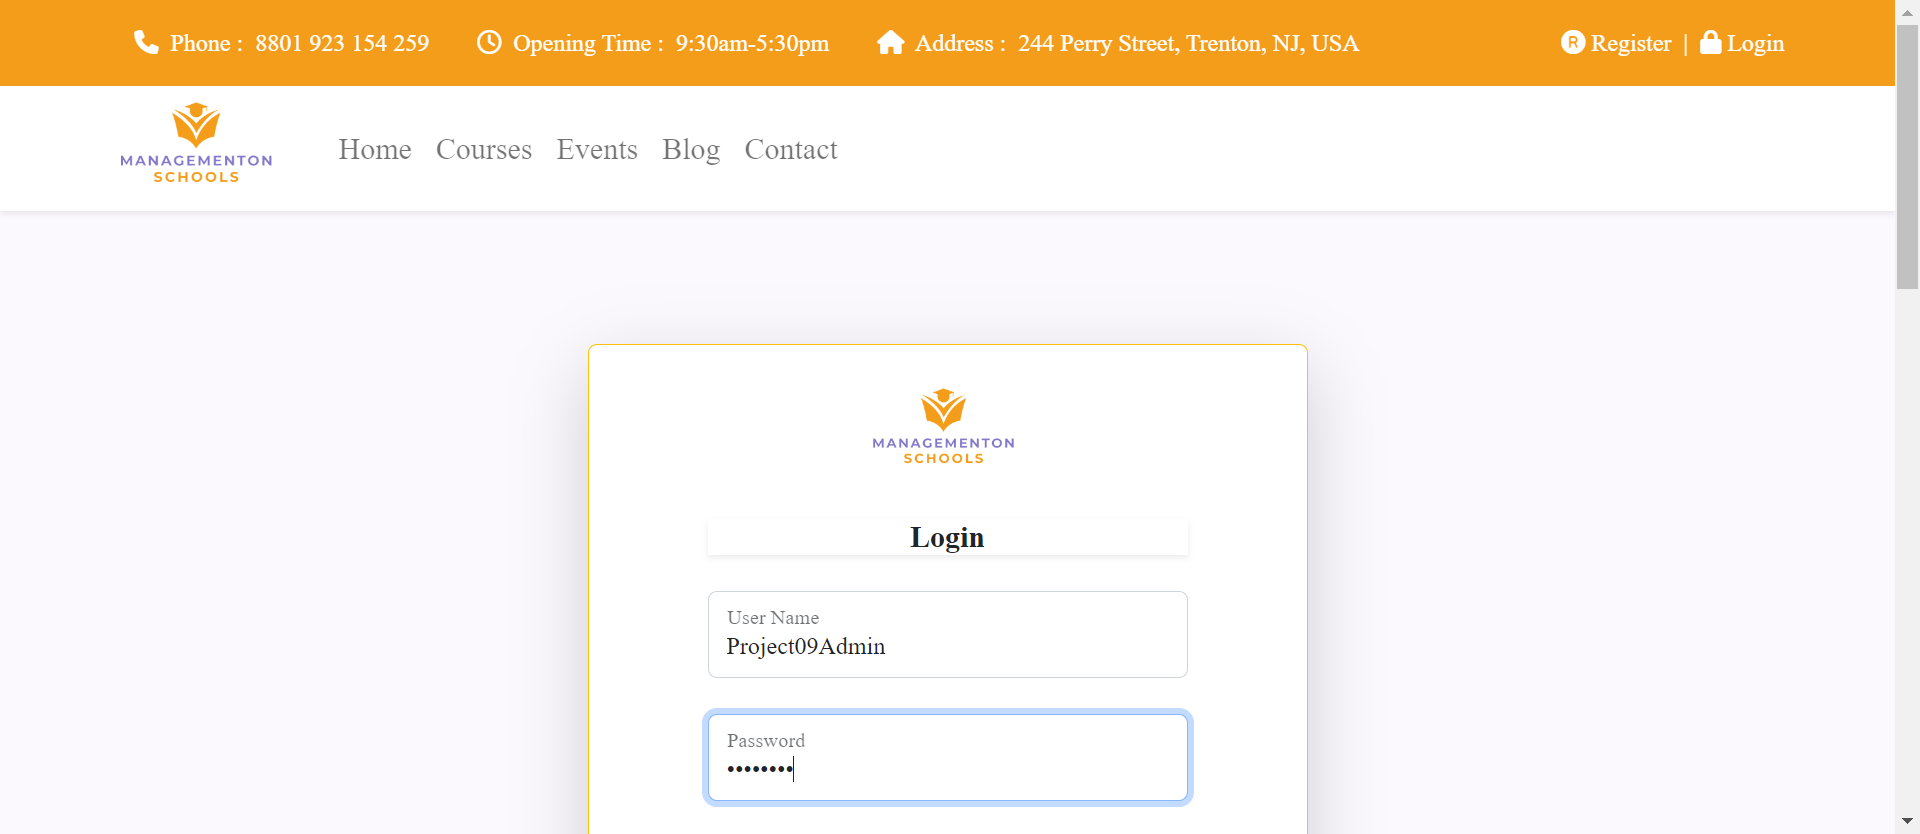 Phone : 8801 923 154 259 Opening Time : 9:30am-5:30pm Address : 244 Perry Street, Trenton, NJ, USA R Register | Login
MANAGEMENTON
SCHOOLS
Home Courses Events Blog Contact
MANAGEMENTON
SCHOOLS
Login
User Name
Project09Admin
Password
••••••••